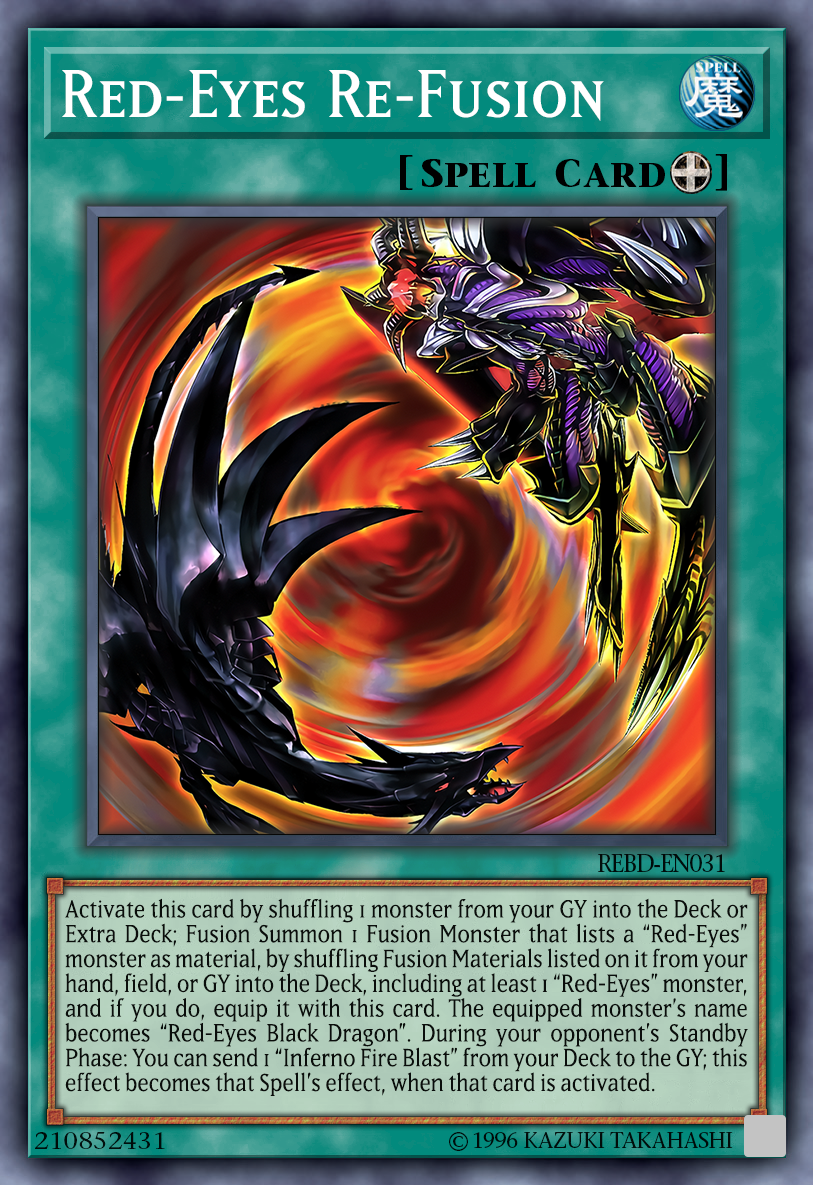 Red-Eyes Re-Fusion
SPELL
魔
[Spell Card]
REBD-EN031
Activate this card by shuffling 1 monster from your GY into the Deck or
Extra Deck; Fusion Summon 1 Fusion Monster that lists a “Red-Eyes”
monster as material, by shuffling Fusion Materials listed on it from your
hand, field, or GY into the Deck, including at least 1 “Red-Eyes” monster,
and if you do, equip it with this card. The equipped monster’s name
becomes “Red-Eyes Black Dragon”. During your opponent’s Standby
Phase: You can send 1 “Inferno Fire Blast” from your Deck to the GY; this
effect becomes that Spell’s effect, when that card is activated.
210852431
© 1996 KAZUKI TAKAHASHI